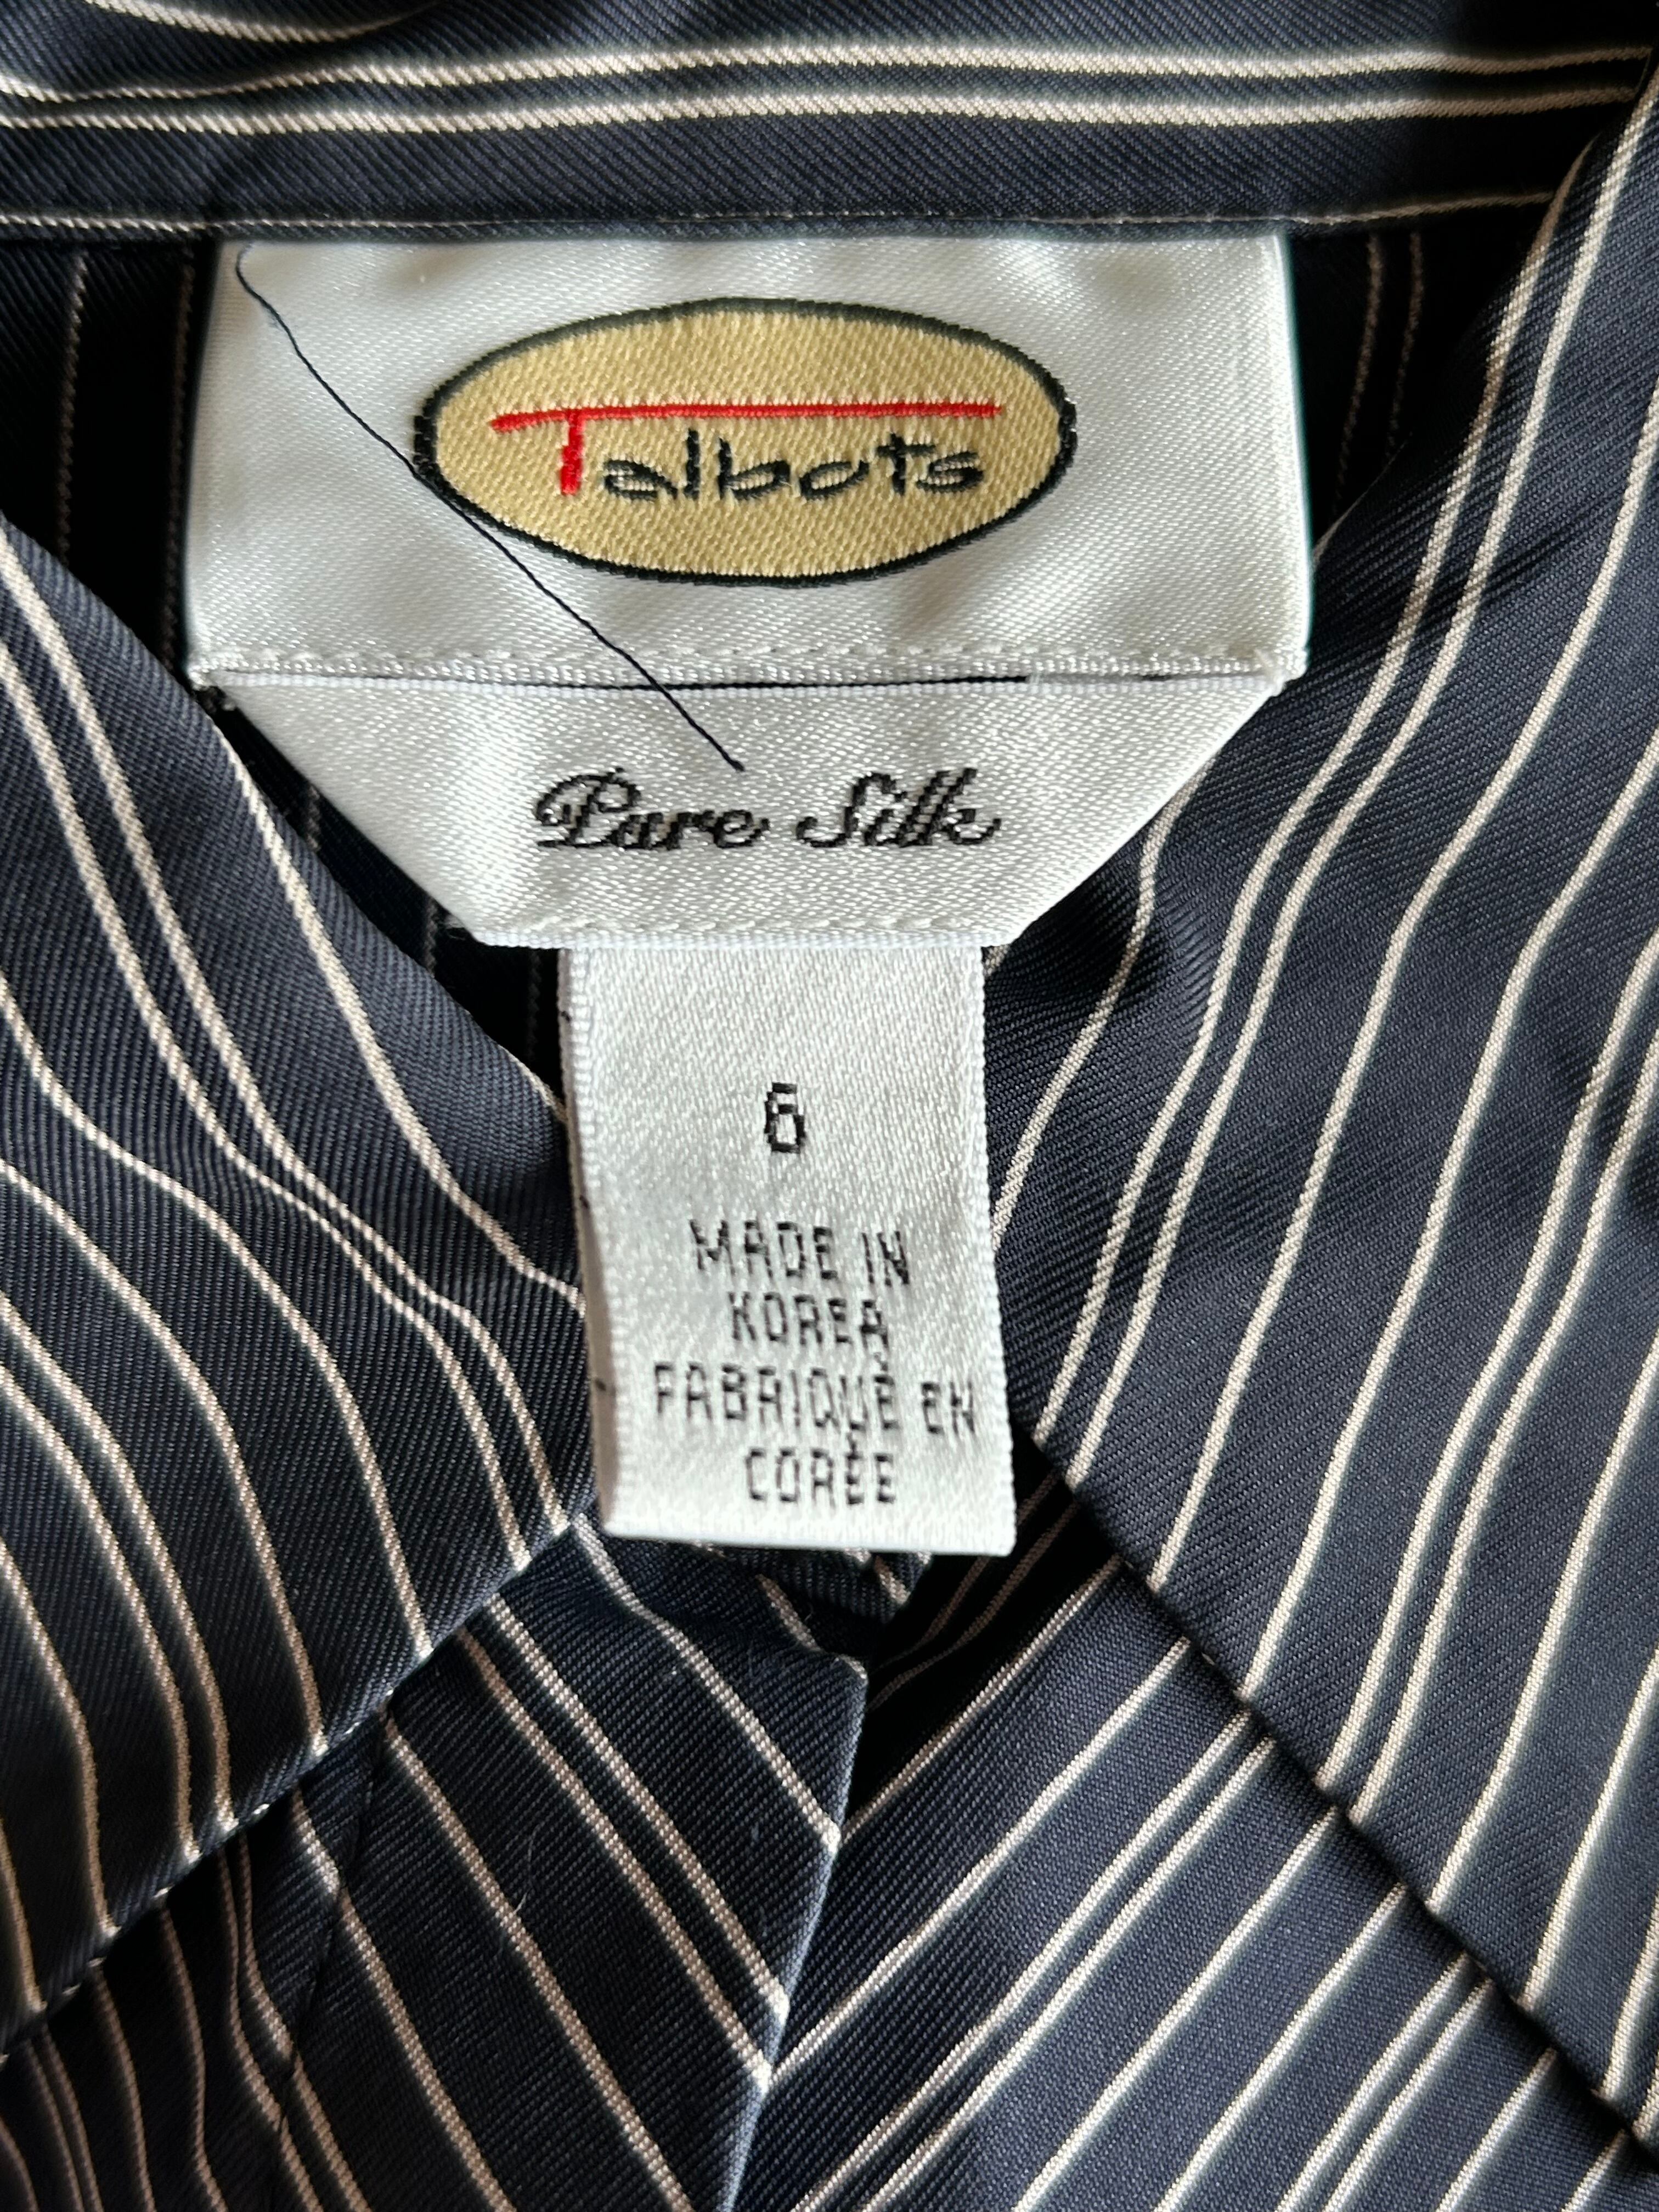 Talbots
Pure Silk
6
MADE IN
KOREA
FABRIQUÉ EN
CORÉE